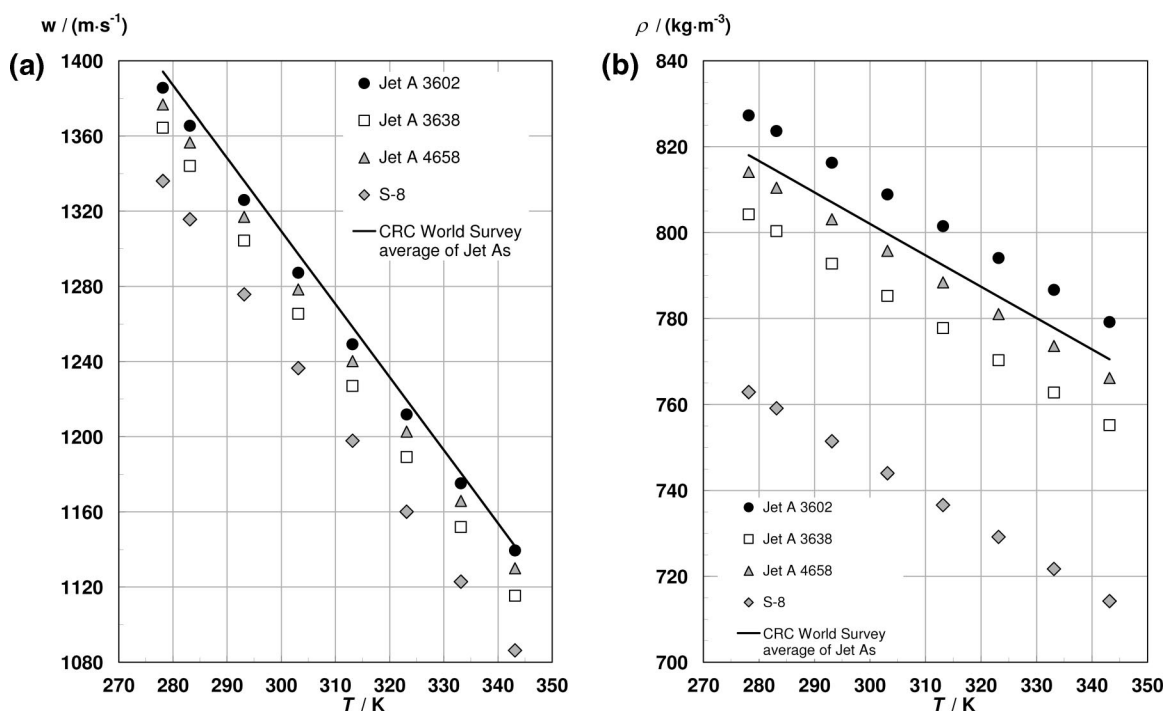 w / (m·s⁻¹)
(a)
1400
1360
1320
1280
1240
1200
1160
1120
1080
270 280 290 300 310 320 330 340 350
T / K
Jet A 3602
Jet A 3638
Jet A 4658
S-8
CRC World Survey
average of Jet As
ρ / (kg·m⁻³)
(b)
840
820
800
780
760
740
720
700
270 280 290 300 310 320 330 340 350
T / K
Jet A 3602
Jet A 3638
Jet A 4658
S-8
CRC World Survey
average of Jet As